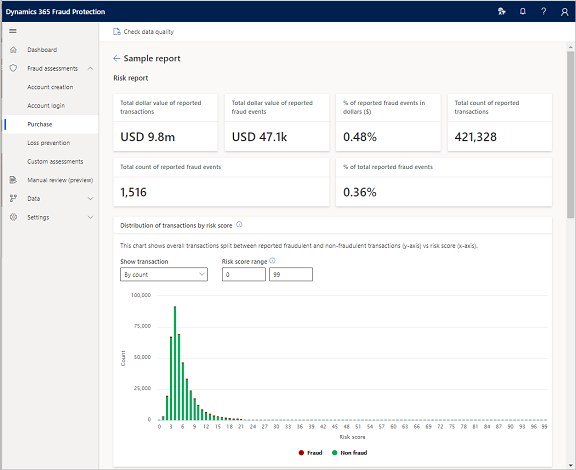 Dynamics 365 Fraud Protection
Check data quality
Dashboard
Fraud assessments
Account creation
Account login
Purchase
Loss prevention
Custom assessments
Manual review (preview)
Data
Settings
Sample report
Risk report
Total dollar value of reported
transactions
USD 9.8m
Total dollar value of reported
fraud events
USD 47.1k
% of reported fraud events in
dollars ($)
0.48%
Total count of reported
transactions
421,328
Total count of reported fraud events
1,516
% of total reported fraud events
0.36%
Distribution of transactions by risk score
This chart shows overall transactions split between reported fraudulent and non-fraudulent transactions (y-axis) vs risk score (x-axis).
Show transaction
By count
Risk score range
0
99
100,000
75,000
50,000
25,000
0
Count
0 3 6 9 12 15 18 21 24 27 30 33 36 39 42 45 48 51 54 57 60 63 66 69 72 75 78 81 84 87 90 93 96 99
Risk score
Fraud
Non fraud